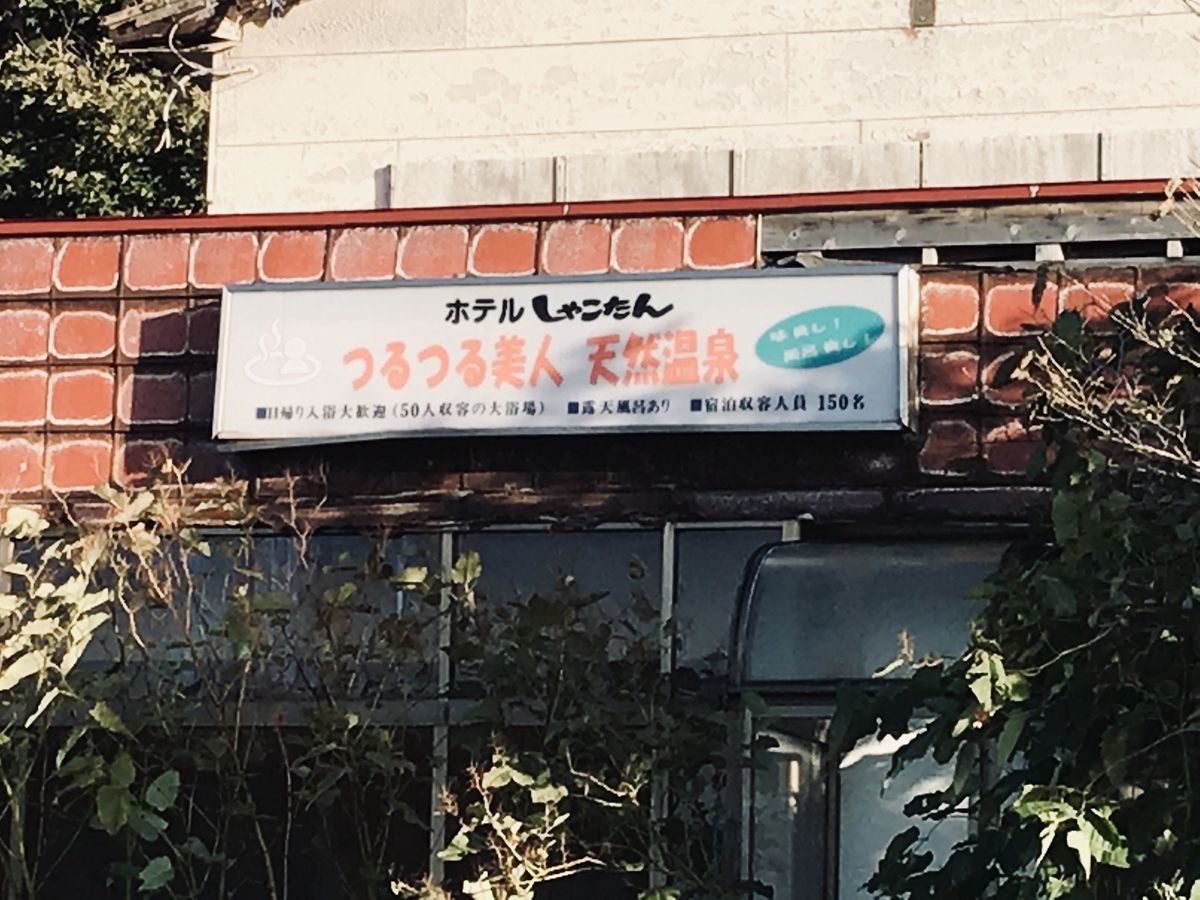 ホテル しゃこたん
つるつる美人 天然温泉
味良し！
風呂良し！
■日帰り入浴大歓迎（50人収容の大浴場） ■露天風呂あり ■宿泊収容人員 150名